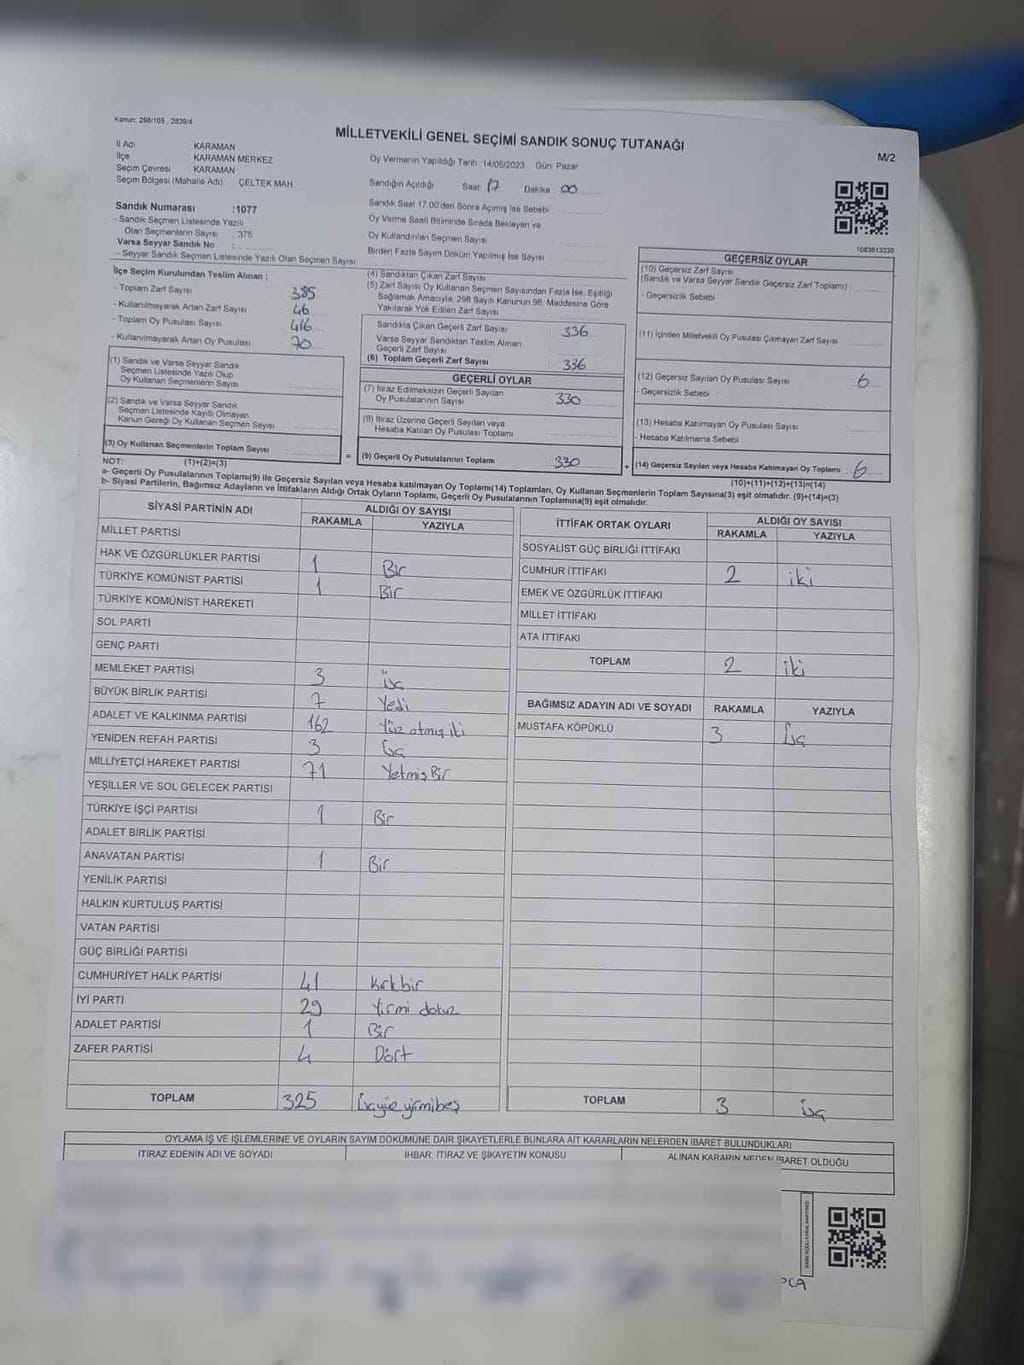 Kanun; 298/105 , 2839/4
MİLLETVEKİLİ GENEL SEÇİMİ SANDIK SONUÇ TUTANAĞI
M/2
İl Adı KARAMAN
İlçe KARAMAN MERKEZ
Seçim Çevresi : KARAMAN
Seçim Bölgesi (Mahalle Adı) : ÇELTEK MAH.
Oy Vermenin Yapıldığı Tarih :14/05/2023 Gün: Pazar
Sandığın Açıldığı Saat 17 Dakika 00
Sandık Saat 17.00'den Sonra Açımış İse Sebebi :
Oy Verme Saati Bitiminde Sırada Bekleyen ve
Oy Kullandırılan Seçmen Sayısı
Birden Fazla Sayım Döküm Yapılmış İse Sayısı
1083613330
Sandık Numarası :1077
- Sandık Seçmen Listesinde Yazılı
Olan Seçmenlerin Sayısı : 376
Varsa Seyyar Sandık No :
- Seyyar Sandık Seçmen Listesinde Yazılı Olan Seçmen Sayısı
İlçe Seçim Kurulundan Teslim Alınan ;
- Toplam Zarf Sayısı 385
- Kullanılmayarak Artan Zarf Sayısı 46
- Toplam Oy Pusulası Sayısı 416
- Kullanılmayarak Artan Oy Pusulası 70
(1) Sandık ve Varsa Seyyar Sandık
Seçmen Listesinde Yazılı Olup
Oy Kullanan Seçmenlerin Sayısı
(2) Sandık ve Varsa Seyyar Sandık
Seçmen Listesinde Kayıtlı Olmayan
Kanun Gereği Oy Kullanan Seçmen Sayısı
(3) Oy Kullanan Seçmenlerin Toplam Sayısı
(1)+(2)=(3)
(4) Sandıktan Çıkan Zarf Sayısı
(5) Zarf Sayısı Oy Kullanan Seçmen Sayısından Fazla İse, Eşitliği
Sağlamak Amacıyla, 298 Sayılı Kanunun 98. Maddesine Göre
Yakılarak Yok Edilen Zarf Sayısı
Sandıkta Çıkan Geçerli Zarf Sayısı 336
Varsa Seyyar Sandıktan Teslim Alınan
Geçerli Zarf Sayısı
(6) Toplam Geçerli Zarf Sayısı 336
GEÇERLİ OYLAR
(7) İtiraz Edilmeksizin Geçerli Sayılan
Oy Pusulalarının Sayısı : 330
(8) İtiraz Üzerine Geçerli Sayılan veya
Hesaba Katılan Oy Pusulası Toplamı
= (9) Geçerli Oy Pusulalarının Toplamı 330
GEÇERSİZ OYLAR
(10) Geçersiz Zarf Sayısı
(Sandık ve Varsa Seyyar Sandık Geçersiz Zarf Toplamı) :
- Geçersizlik Sebebi
(11) İçinden Milletvekili Oy Pusulası Çıkmayan Zarf Sayısı
(12) Geçersiz Sayılan Oy Pusulası Sayısı 6
- Geçersizlik Sebebi :
(13) Hesaba Katılmayan Oy Pusulası Sayısı
- Hesaba Katılmama Sebebi
+ (14) Geçersiz Sayılan veya Hesaba Katılmayan Oy Toplamı : 6
(10)+(11)+(12)+(13)=(14)
NOT:
a- Geçerli Oy Pusulalarının Toplamı(9) ile Geçersiz Sayılan veya Hesaba katılmayan Oy Toplamı(14) Toplamları, Oy Kullanan Seçmenlerin Toplam Sayısına(3) eşit olmalıdır. (9)+(14)=(3)
b- Siyasi Partilerin, Bağımsız Adayların ve İttifakların Aldığı Ortak Oyların Toplamı, Geçerli Oy Pusulalarının Toplamına(9) eşit olmalıdır.
SİYASİ PARTİNİN ADI ALDIĞI OY SAYISI
RAKAMLA YAZIYLA
MİLLET PARTİSİ
HAK VE ÖZGÜRLÜKLER PARTİSİ 1 Bir
TÜRKİYE KOMÜNİST PARTİSİ 1 Bir
TÜRKİYE KOMÜNİST HAREKETİ
SOL PARTİ
GENÇ PARTİ
MEMLEKET PARTİSİ 3 Üç
BÜYÜK BİRLİK PARTİSİ 7 Yedi
ADALET VE KALKINMA PARTİSİ 162 Yüz atmış iki
YENİDEN REFAH PARTİSİ 3 Üç
MİLLİYETÇİ HAREKET PARTİSİ 71 Yetmiş Bir
YEŞİLLER VE SOL GELECEK PARTİSİ
TÜRKİYE İŞÇİ PARTİSİ 1 Bir
ADALET BİRLİK PARTİSİ
ANAVATAN PARTİSİ 1 Bir
YENİLİK PARTİSİ
HALKIN KURTULUŞ PARTİSİ
VATAN PARTİSİ
GÜÇ BİRLİĞİ PARTİSİ
CUMHURİYET HALK PARTİSİ 41 Kırkbir
İYİ PARTİ 29 Yirmi dokuz
ADALET PARTİSİ 1 Bir
ZAFER PARTİSİ 4 Dört
TOPLAM 325 Üçyüz yirmibeş
İTTİFAK ORTAK OYLARI ALDIĞI OY SAYISI
RAKAMLA YAZIYLA
SOSYALİST GÜÇ BİRLİĞİ İTTİFAKI
CUMHUR İTTİFAKI 2 iki
EMEK VE ÖZGÜRLÜK İTTİFAKI
MİLLET İTTİFAKI
ATA İTTİFAKI
TOPLAM 2 iki
BAĞIMSIZ ADAYIN ADI VE SOYADI RAKAMLA YAZIYLA
MUSTAFA KÖPÜKLÜ 3 Üç
TOPLAM 3 Üç
OYLAMA İŞ VE İŞLEMLERİNE VE OYLARIN SAYIM DÖKÜMÜNE DAİR ŞİKAYETLERLE BUNLARA AİT KARARLARIN NELERDEN İBARET BULUNDUKLARI
İTİRAZ EDENİN ADI VE SOYADI İHBAR, İTİRAZ VE ŞİKAYETİN KONUSU ALINAN KARARIN NEDEN İBARET OLDUĞU